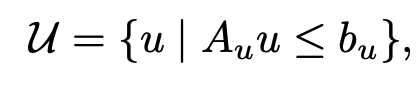 𝒰 = {u | A_u u ≤ b_u},